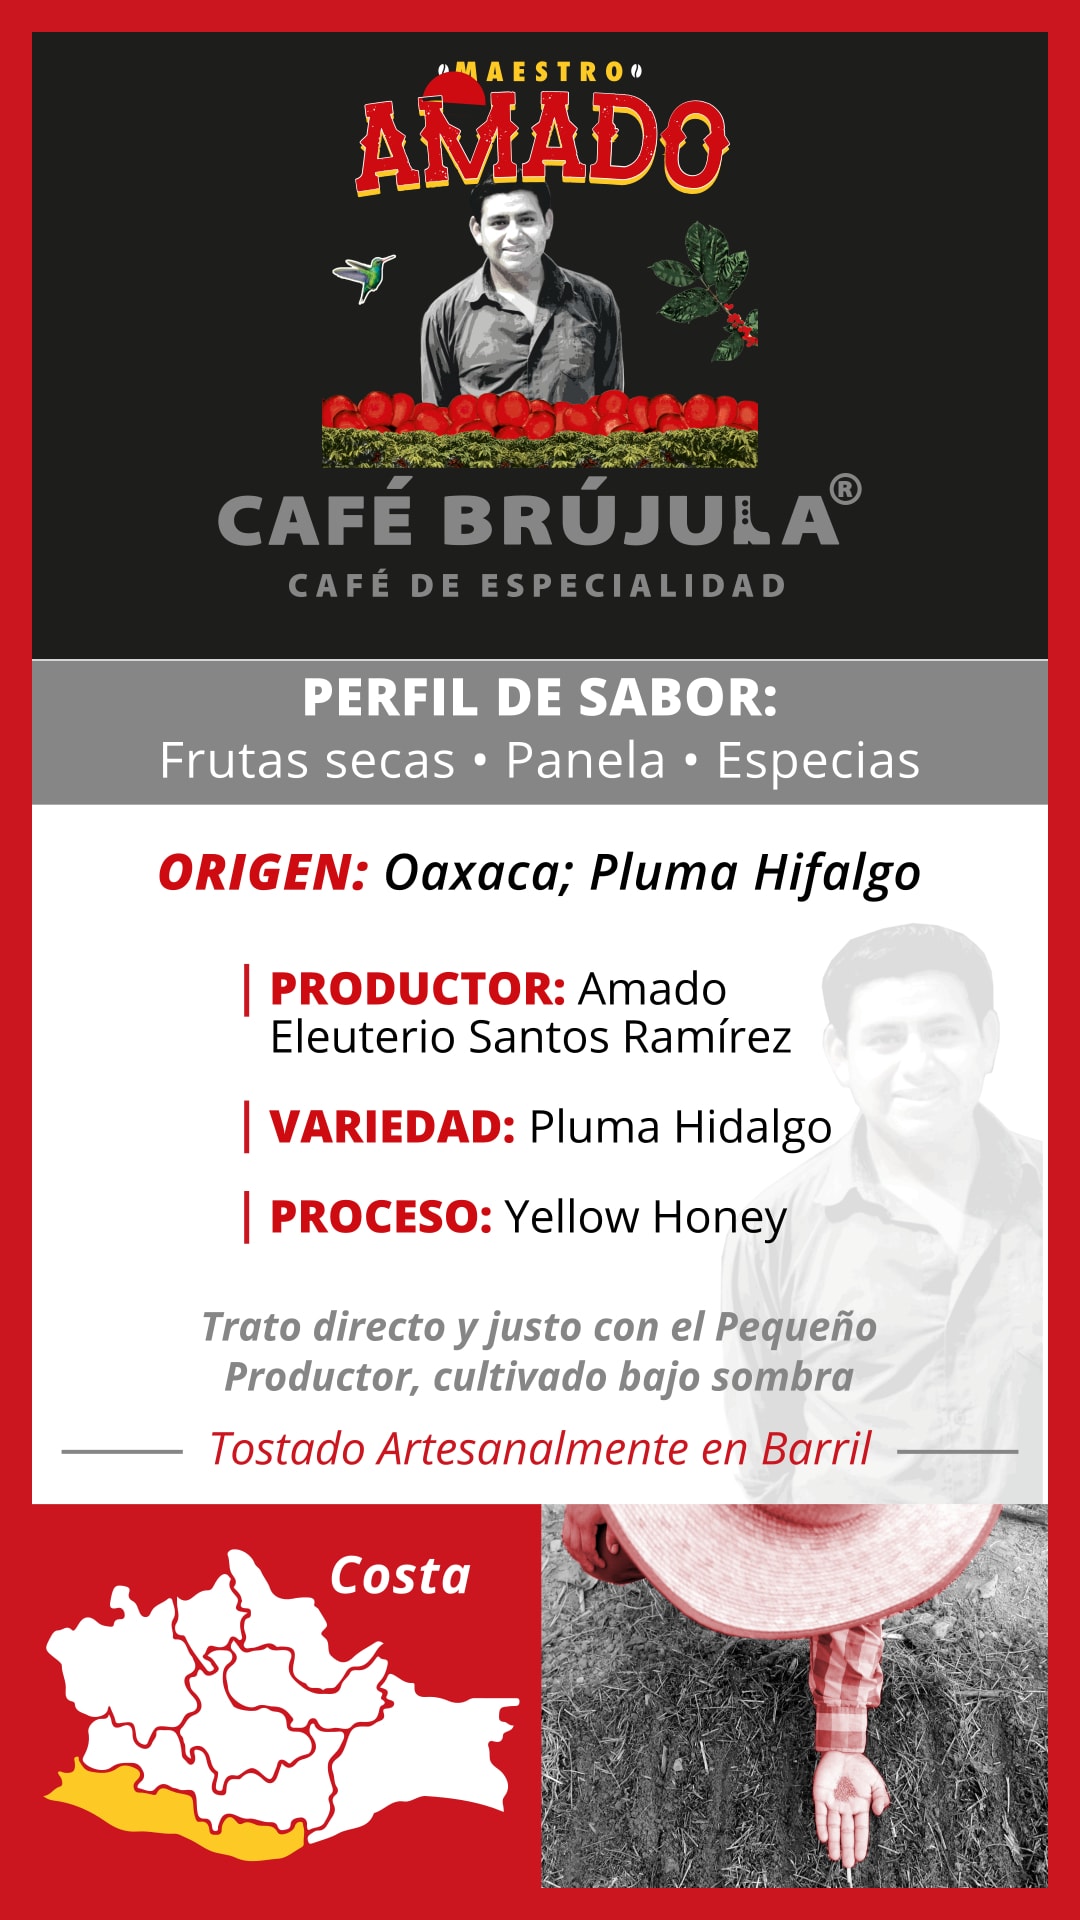 MAESTRO
AMADO
CAFÉ BRÚJULA®
CAFÉ DE ESPECIALIDAD
PERFIL DE SABOR:
Frutas secas • Panela • Especias
ORIGEN: Oaxaca; Pluma Hifalgo
PRODUCTOR: Amado
Eleuterio Santos Ramírez
VARIEDAD: Pluma Hidalgo
PROCESO: Yellow Honey
Trato directo y justo con el Pequeño
Productor, cultivado bajo sombra
Tostado Artesanalmente en Barril
Costa